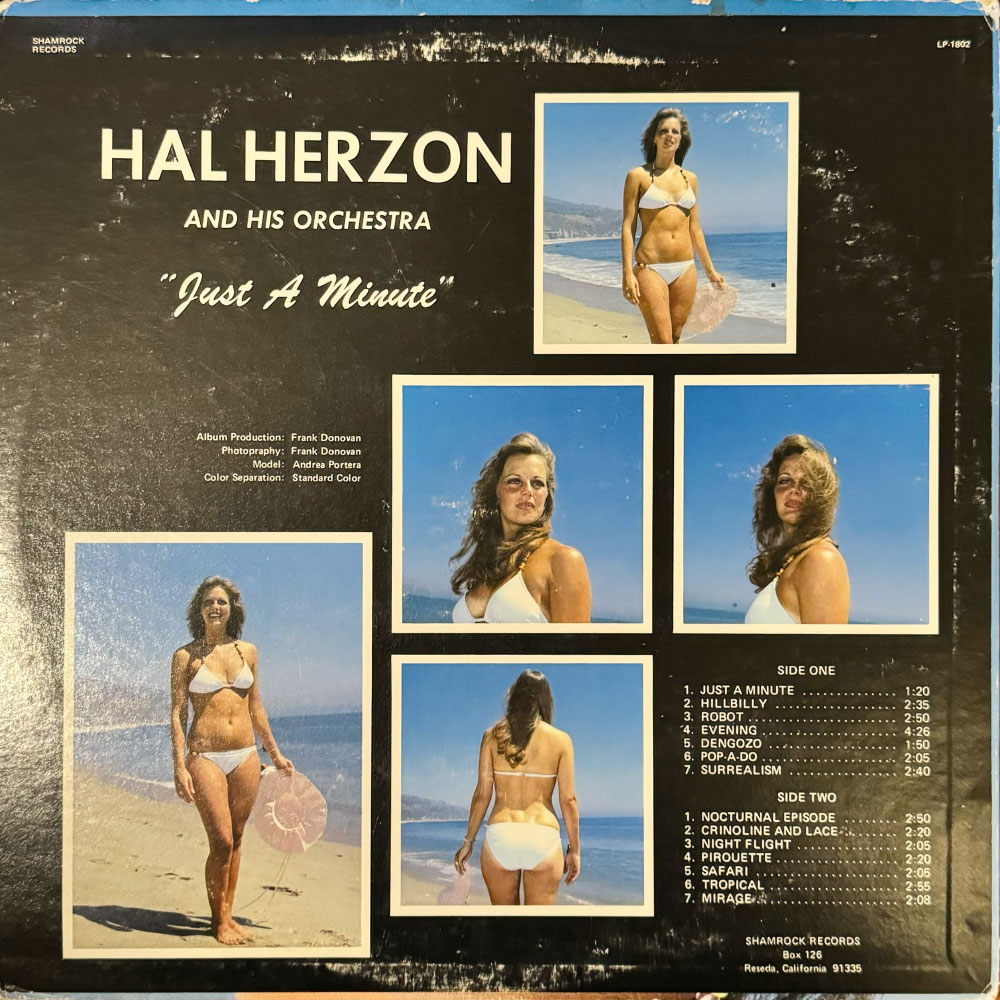 SHAMROCK
RECORDS
LP-1802
HAL HERZON
AND HIS ORCHESTRA
"Just A Minute"
Album Production: Frank Donovan
Photopraphy: Frank Donovan
Model: Andrea Portera
Color Separation: Standard Color
SIDE ONE
1. JUST A MINUTE .............. 1:20
2. HILLBILLY .................. 2:35
3. ROBOT ...................... 2:50
4. EVENING .................... 4:26
5. DENGOZO .................... 1:50
6. POP-A-DO ................... 2:05
7. SURREALISM ................. 2:40
SIDE TWO
1. NOCTURNAL EPISODE .......... 2:50
2. CRINOLINE AND LACE ......... 2:20
3. NIGHT FLIGHT ............... 2:05
4. PIROUETTE .................. 2:20
5. SAFARI ..................... 2:05
6. TROPICAL ................... 2:55
7. MIRAGE ..................... 2:08
SHAMROCK RECORDS
Box 126
Reseda, California 91335